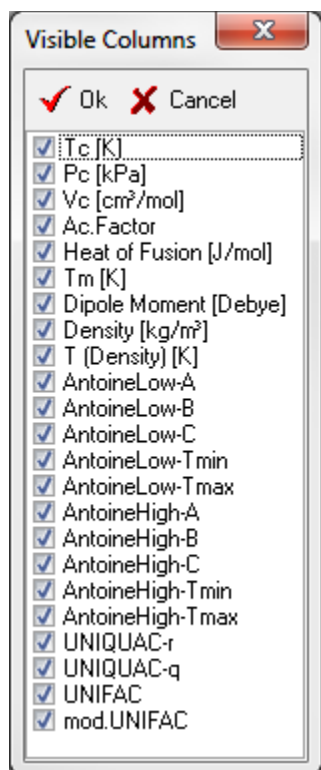 Visible Columns
Ok Cancel
Tc [K]
Pc [kPa]
Vc [cm³/mol]
Ac.Factor
Heat of Fusion [J/mol]
Tm [K]
Dipole Moment [Debye]
Density [kg/m³]
T (Density) [K]
AntoineLow-A
AntoineLow-B
AntoineLow-C
AntoineLow-Tmin
AntoineLow-Tmax
AntoineHigh-A
AntoineHigh-B
AntoineHigh-C
AntoineHigh-Tmin
AntoineHigh-Tmax
UNIQUAC-r
UNIQUAC-q
UNIFAC
mod.UNIFAC